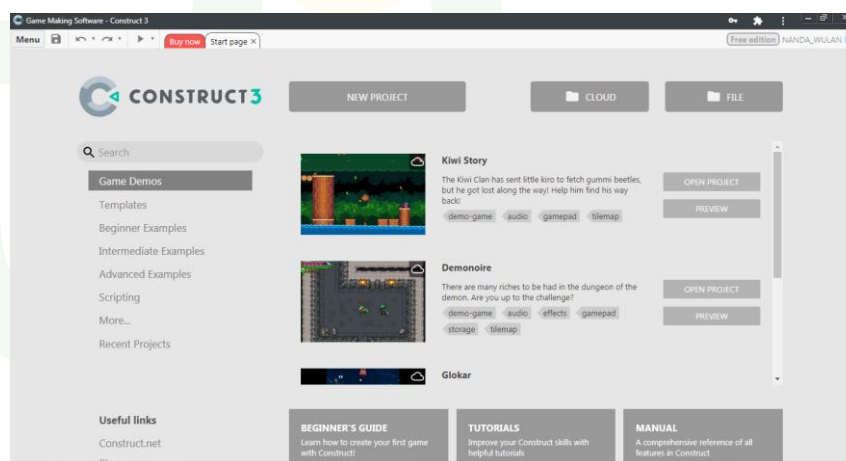 Game Making Software - Construct 3
Menu
Buy now
Start page ×
Free edition
NANDA_WULAN
CONSTRUCT 3
NEW PROJECT
CLOUD
FILE
Search
Game Demos
Templates
Beginner Examples
Intermediate Examples
Advanced Examples
Scripting
More...
Recent Projects
Kiwi Story
The Kiwi Clan has sent little kiro to fetch gummi beetles,
but he got lost along the way! Help him find his way
back!
demo-game audio gamepad tilemap
OPEN PROJECT
PREVIEW
Demonoire
There are many riches to be had in the dungeon of the
demon. Are you up to the challenge?
demo-game audio effects gamepad
storage tilemap
OPEN PROJECT
PREVIEW
Glokar
Useful links
Construct.net
BEGINNER'S GUIDE
Learn how to create your first game
with Construct!
TUTORIALS
Improve your Construct skills with
helpful tutorials
MANUAL
A comprehensive reference of all
features in Construct